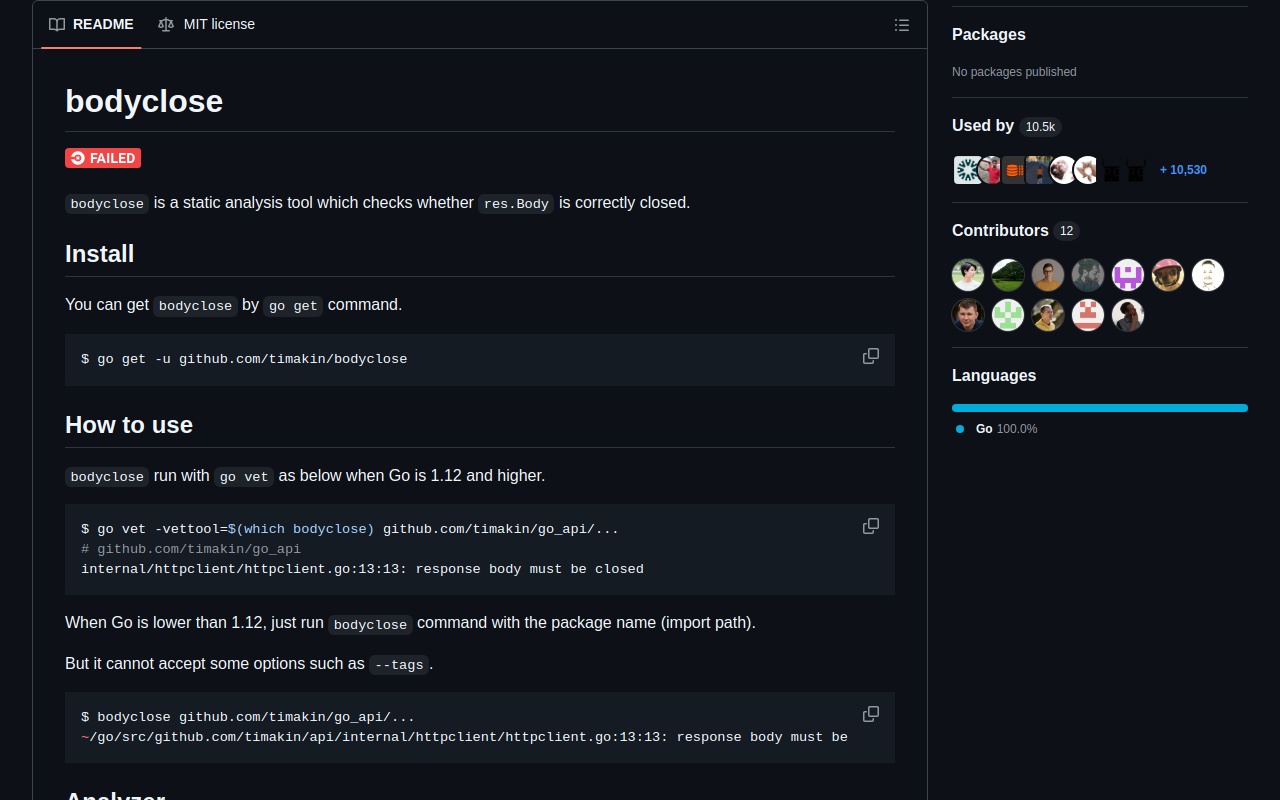 README
MIT license
bodyclose
FAILED
bodyclose is a static analysis tool which checks whether res.Body is correctly closed.
Install
You can get bodyclose by go get command.
$ go get -u github.com/timakin/bodyclose
How to use
bodyclose run with go vet as below when Go is 1.12 and higher.
$ go vet -vettool=$(which bodyclose) github.com/timakin/go_api/...
# github.com/timakin/go_api
internal/httpclient/httpclient.go:13:13: response body must be closed
When Go is lower than 1.12, just run bodyclose command with the package name (import path).
But it cannot accept some options such as --tags.
$ bodyclose github.com/timakin/go_api/...
~/go/src/github.com/timakin/api/internal/httpclient/httpclient.go:13:13: response body must be
Analyzer
Packages
No packages published
Used by 10.5k
+ 10,530
Contributors 12
Languages
Go 100.0%